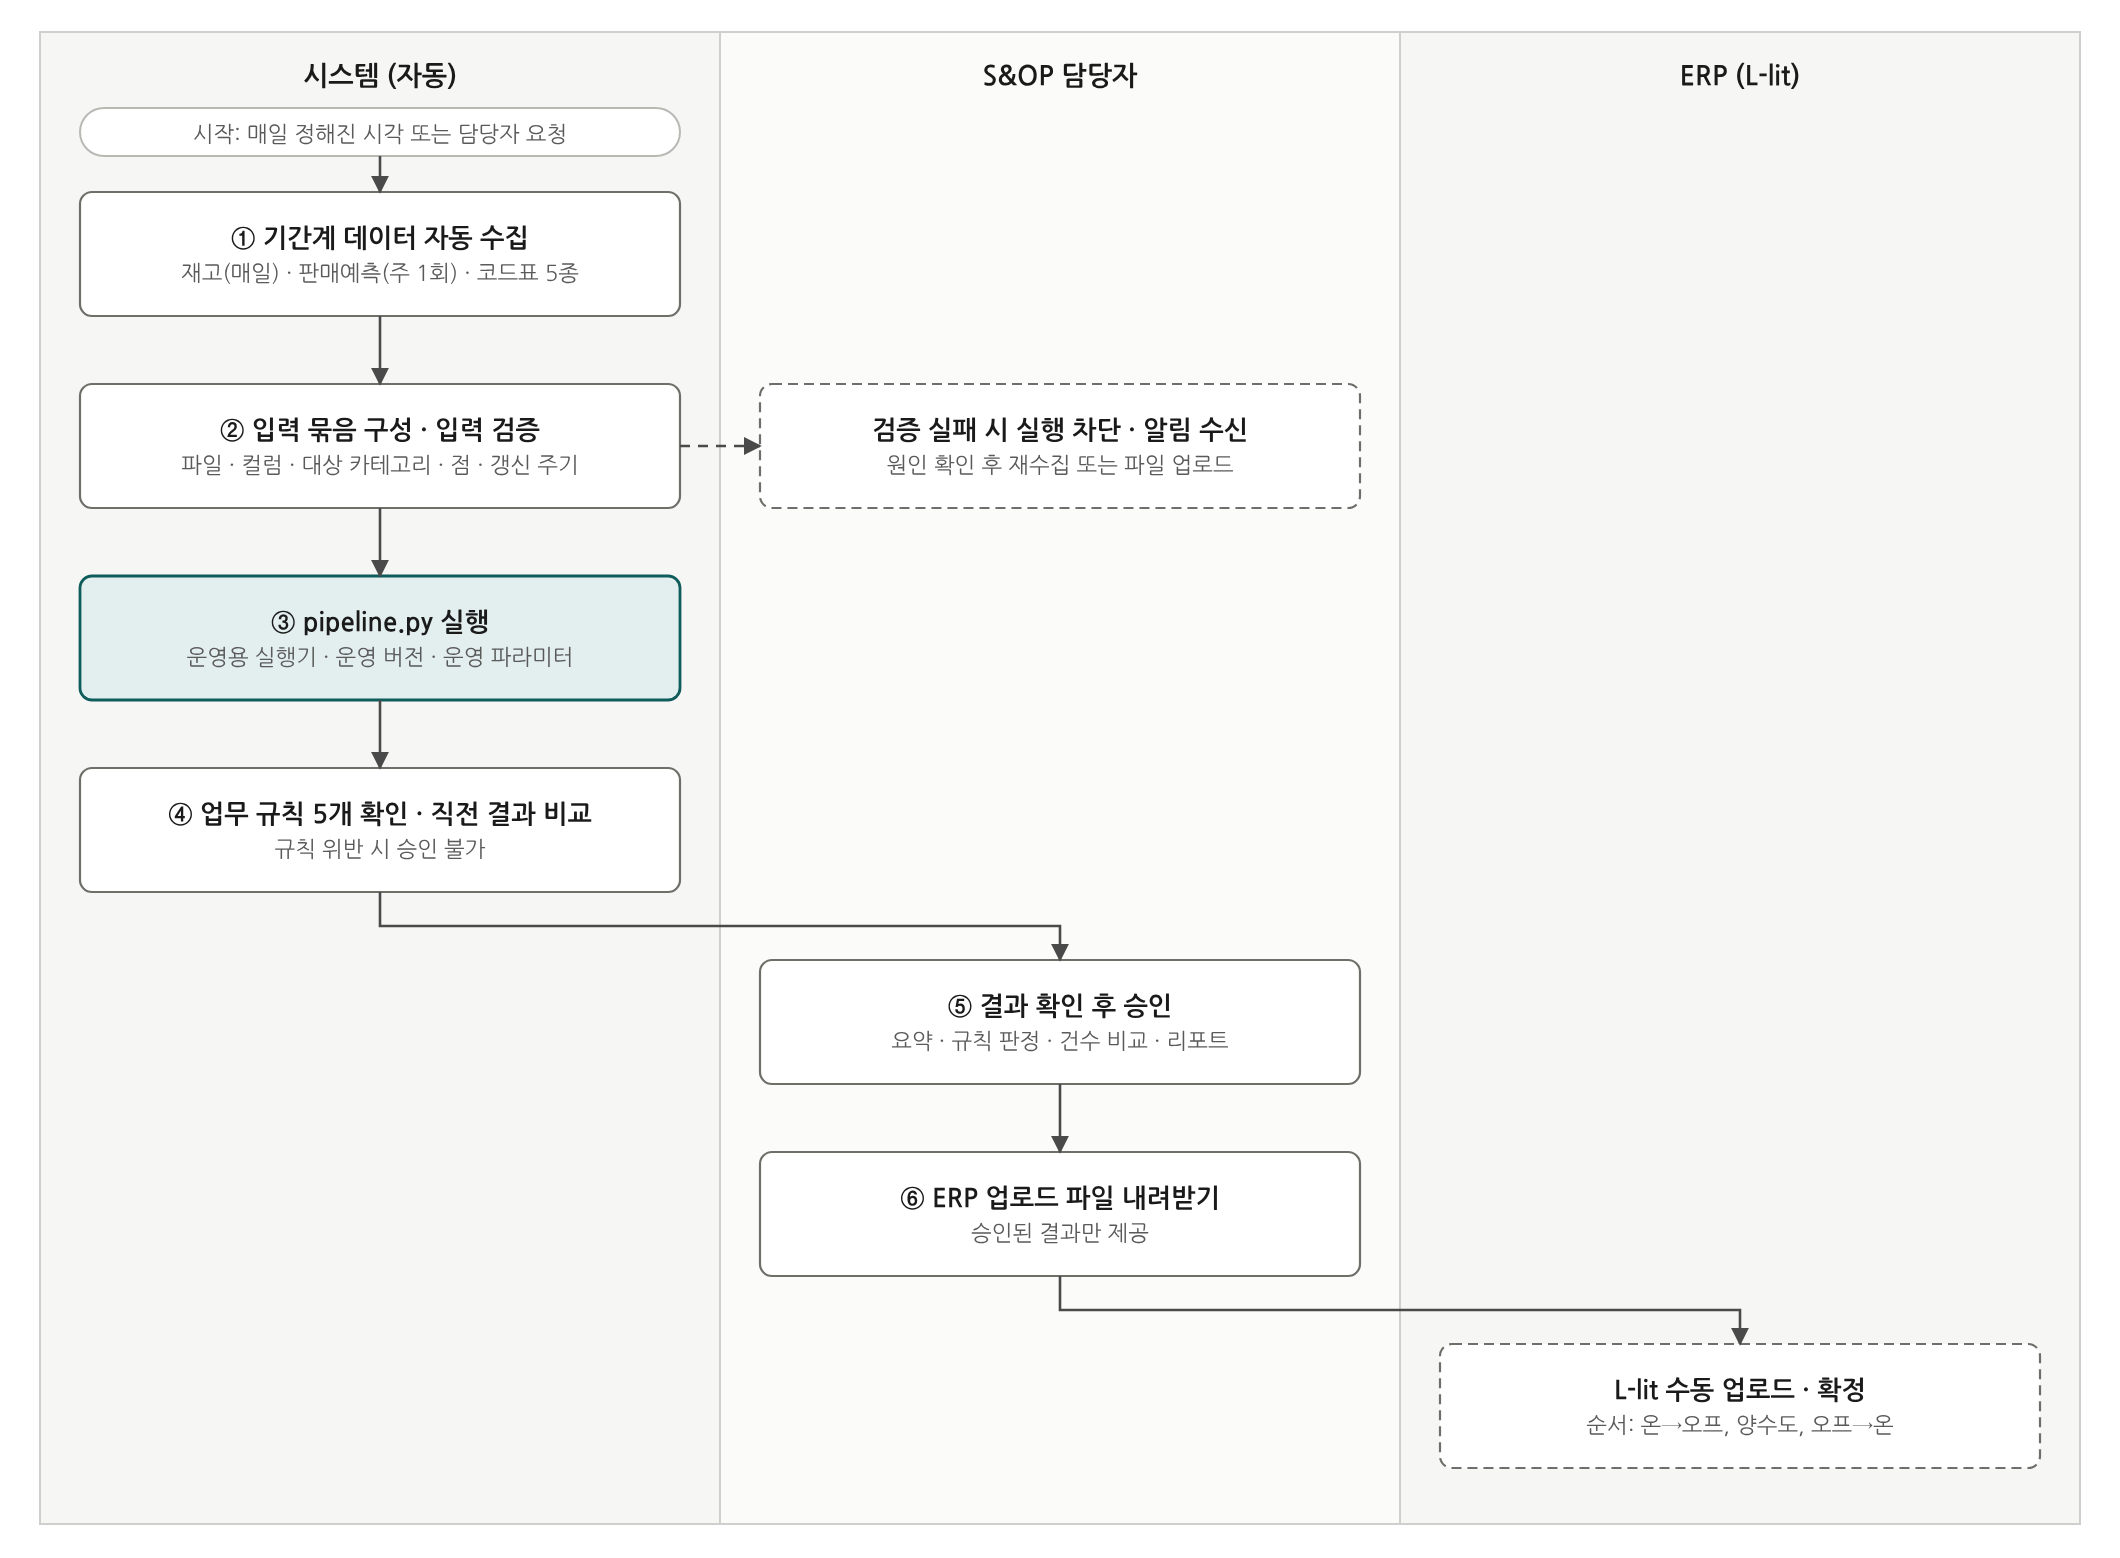 시스템 (자동)
S&OP 담당자
ERP (L-lit)
시작: 매일 정해진 시각 또는 담당자 요청
① 기간계 데이터 자동 수집
재고(매일) · 판매예측(주 1회) · 코드표 5종
② 입력 묶음 구성 · 입력 검증
파일 · 컬럼 · 대상 카테고리 · 점 · 갱신 주기
검증 실패 시 실행 차단 · 알림 수신
원인 확인 후 재수집 또는 파일 업로드
③ pipeline.py 실행
운영용 실행기 · 운영 버전 · 운영 파라미터
④ 업무 규칙 5개 확인 · 직전 결과 비교
규칙 위반 시 승인 불가
⑤ 결과 확인 후 승인
요약 · 규칙 판정 · 건수 비교 · 리포트
⑥ ERP 업로드 파일 내려받기
승인된 결과만 제공
L-lit 수동 업로드 · 확정
순서: 온→오프, 양수도, 오프→온